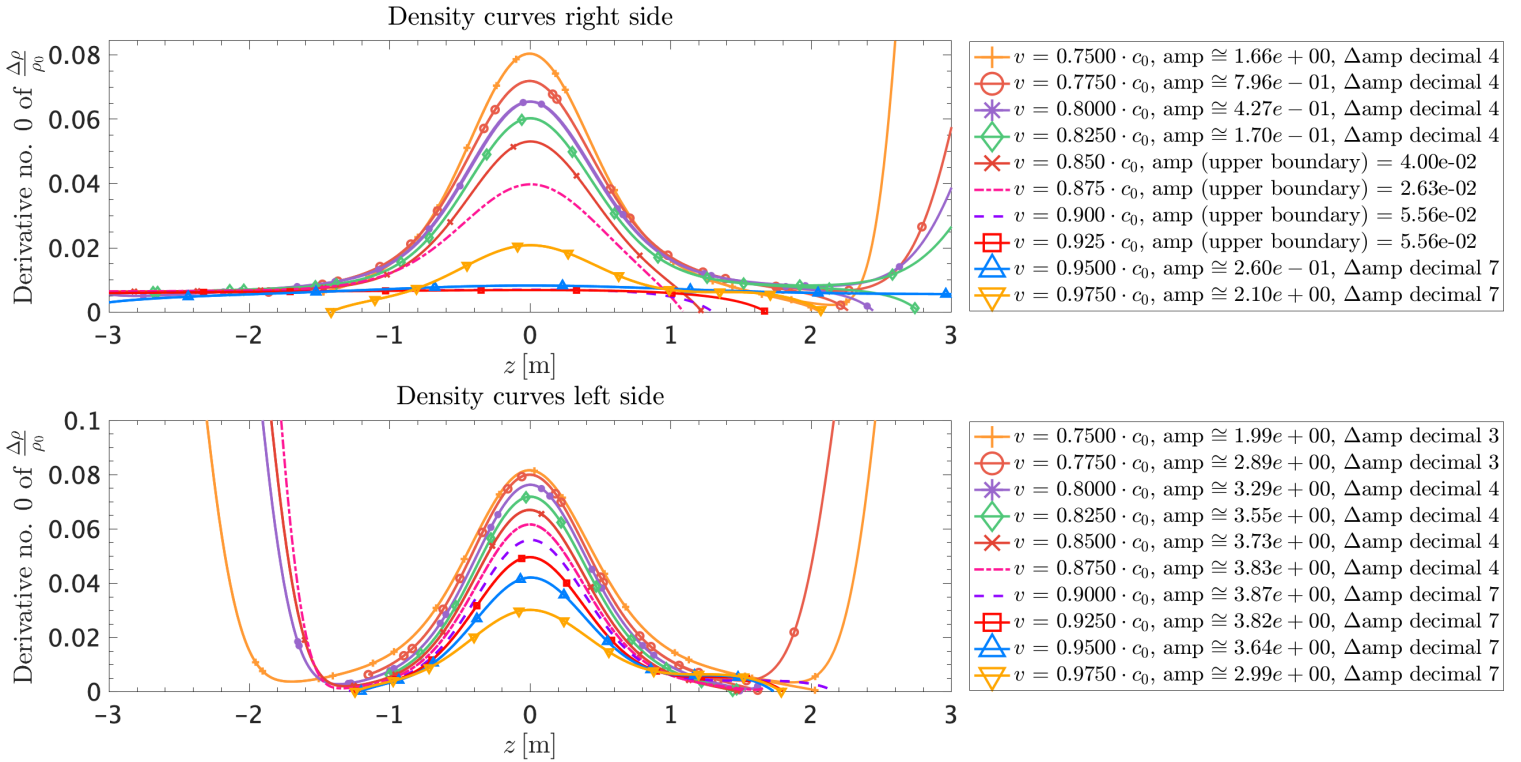 Density curves right side
Derivative no. 0 of Δρ/ρ₀
0.08
0.06
0.04
0.02
0
−3 −2 −1 0 1 2 3
z [m]
v = 0.7500 · c₀, amp ≅ 1.66e + 00, Δamp decimal 4
v = 0.7750 · c₀, amp ≅ 7.96e − 01, Δamp decimal 4
v = 0.8000 · c₀, amp ≅ 4.27e − 01, Δamp decimal 4
v = 0.8250 · c₀, amp ≅ 1.70e − 01, Δamp decimal 4
v = 0.850 · c₀, amp (upper boundary) = 4.00e-02
v = 0.875 · c₀, amp (upper boundary) = 2.63e-02
v = 0.900 · c₀, amp (upper boundary) = 5.56e-02
v = 0.925 · c₀, amp (upper boundary) = 5.56e-02
v = 0.9500 · c₀, amp ≅ 2.60e − 01, Δamp decimal 7
v = 0.9750 · c₀, amp ≅ 2.10e + 00, Δamp decimal 7
Density curves left side
Derivative no. 0 of Δρ/ρ₀
0.1
0.08
0.06
0.04
0.02
0
−3 −2 −1 0 1 2 3
z [m]
v = 0.7500 · c₀, amp ≅ 1.99e + 00, Δamp decimal 3
v = 0.7750 · c₀, amp ≅ 2.89e + 00, Δamp decimal 3
v = 0.8000 · c₀, amp ≅ 3.29e + 00, Δamp decimal 4
v = 0.8250 · c₀, amp ≅ 3.55e + 00, Δamp decimal 4
v = 0.8500 · c₀, amp ≅ 3.73e + 00, Δamp decimal 4
v = 0.8750 · c₀, amp ≅ 3.83e + 00, Δamp decimal 4
v = 0.9000 · c₀, amp ≅ 3.87e + 00, Δamp decimal 7
v = 0.9250 · c₀, amp ≅ 3.82e + 00, Δamp decimal 7
v = 0.9500 · c₀, amp ≅ 3.64e + 00, Δamp decimal 7
v = 0.9750 · c₀, amp ≅ 2.99e + 00, Δamp decimal 7